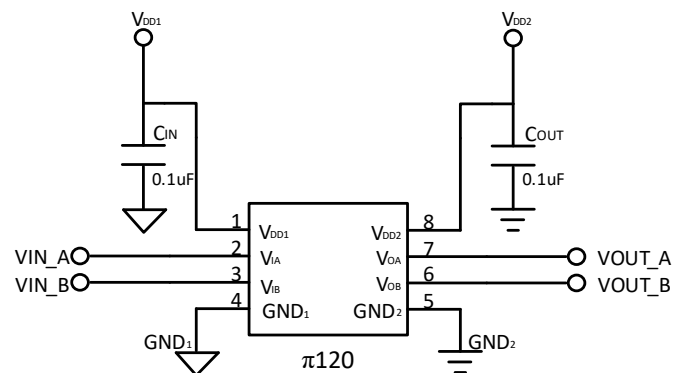 VDD1 VDD2
CIN COUT
0.1uF 0.1uF
1 VDD1 VDD2 8
VIN_A 2 VIA VOA 7 VOUT_A
VIN_B 3 VIB VOB 6 VOUT_B
4 GND1 GND2 5
GND1 GND2
π120